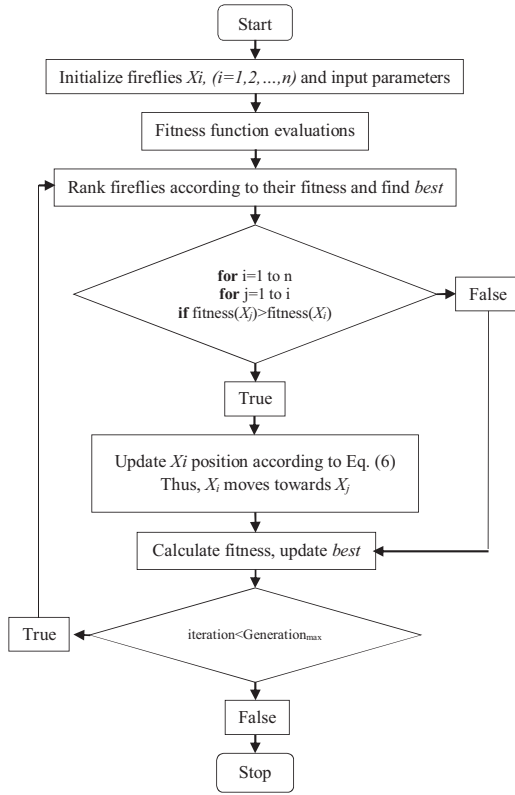 Start
Initialize fireflies Xi, (i=1,2,...,n) and input parameters
Fitness function evaluations
Rank fireflies according to their fitness and find best
for i=1 to n
for j=1 to i
if fitness(Xj)>fitness(Xi)
False
True
Update Xi position according to Eq. (6)
Thus, Xi moves towards Xj
Calculate fitness, update best
True
iteration<Generationmax
False
Stop